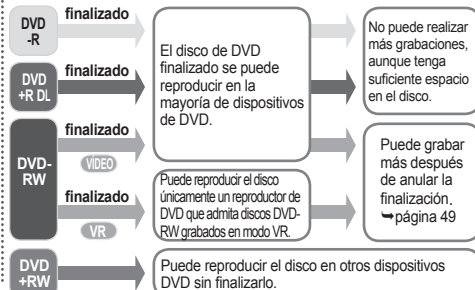 DVD
-R
finalizado
DVD
+R DL
finalizado
El disco de DVD
finalizado se puede
reproducir en la
mayoría de dispositivos
de DVD.
No puede realizar
más grabaciones,
aunque tenga
suficiente espacio
en el disco.
DVD-
RW
finalizado
VÍDEO
finalizado
VR
Puede reproducir el disco
únicamente un reproductor de
DVD que admita discos DVD-
RW grabados en modo VR.
Puede grabar
más después
de anular la
finalización.
➥página 49
DVD
+RW
Puede reproducir el disco en otros dispositivos
DVD sin finalizarlo.